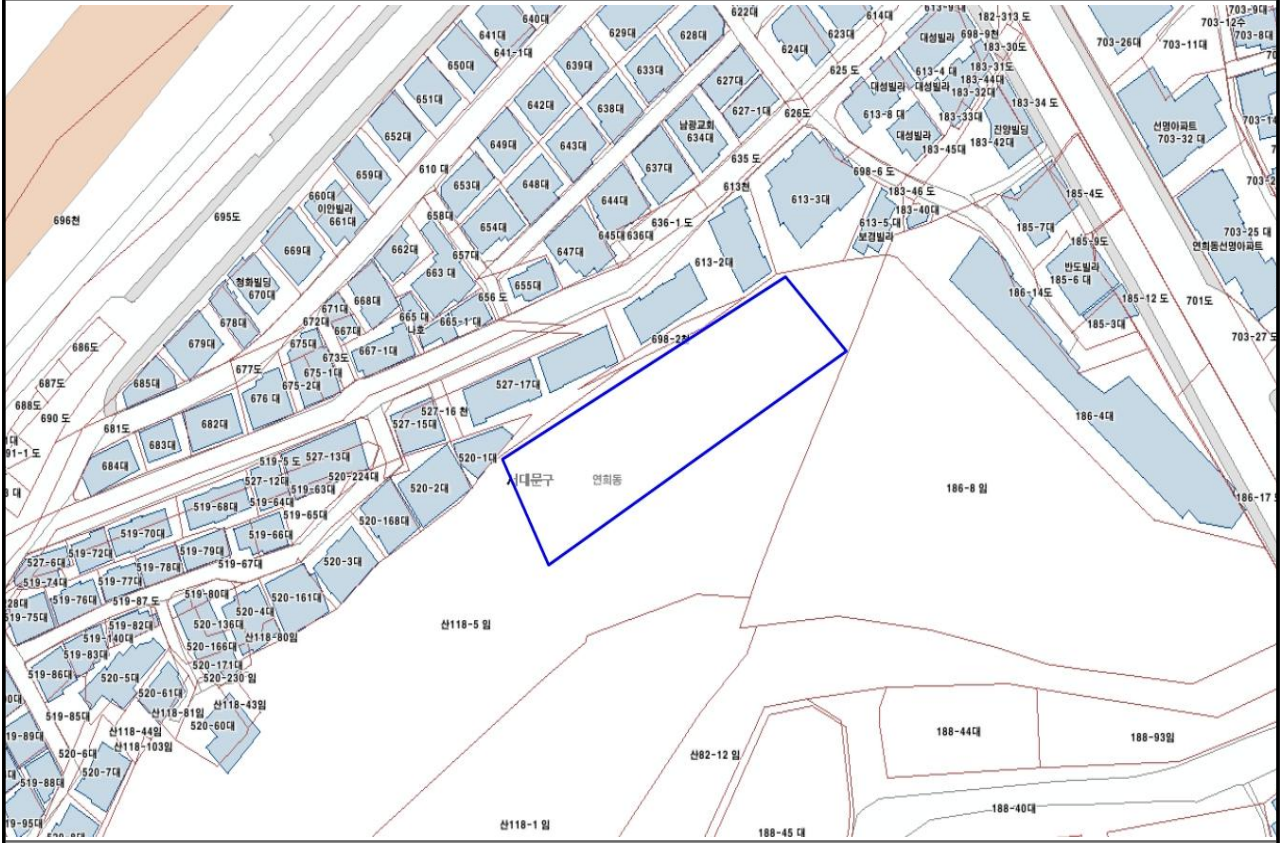 640대
622대
614대
613-9대
182-313 도
703-9대
703-12수
641대
641-1대
629대
628대
624대
623대
대성빌라
698-9천
183-30도
703-26대
703-11대
703-8대
650대
639대
633대
627대
625 도
613-4 대
183-31도
183-44대
대성빌라
대성빌라
183-32대
651대
642대
638대
627-1대
626도
613-8 대
183-33대
183-34 도
652대
649대
643대
남광교회
634대
대성빌라
183-45대
진양빌딩
183-42대
선명아파트
703-32 대
610 대
659대
653대
648대
637대
635 도
698-6 도
660대
이안빌라
661대
644대
613천
613-3대
183-46 도
185-4도
696천
695도
658대
654대
645대
636대
636-1 도
613-5 대
보경빌라
183-40대
185-7대
703-25 대
연희동선명아파트
669대
662대
657대
647대
185-9도
663 대
613-2대
반도빌라
185-6 대
청화빌딩
670대
668대
656 도
655대
186-14도
185-12 도
701도
678대
671대
672대
667대
665 대
나호
665-1 대
185-3대
686도
679대
675대
673도
667-1대
698-2천
703-27 도
687도
685대
677도
675-1대
675-2대
527-17대
688도
690 도
676 대
527-16 천
527-15대
186-4대
681도
682대
683대
684대
519-5 도
527-13대
520-1대
527-12대
520-224대
서대문구
연희동
519-63대
520-2대
186-8 임
186-17
519-68대
519-64대
519-65대
520-168대
519-70대
519-66대
519-72대
519-79대
527-6대
519-78대
519-67대
520-3대
519-74대
519-77대
519-76대
519-87 도
519-80대
520-161대
519-75대
519-82대
520-4대
산118-5 임
519-140대
520-136대
산118-80임
519-83대
520-166대
519-86대
520-171대
520-5대
520-230 임
520-61대
산118-43임
519-85대
산118-81임
산118-44임
520-60대
519-89대
산118-103임
520-6대
188-44대
188-93임
519-88대
520-7대
산82-12 임
188-40대
산118-1 임
188-45 대